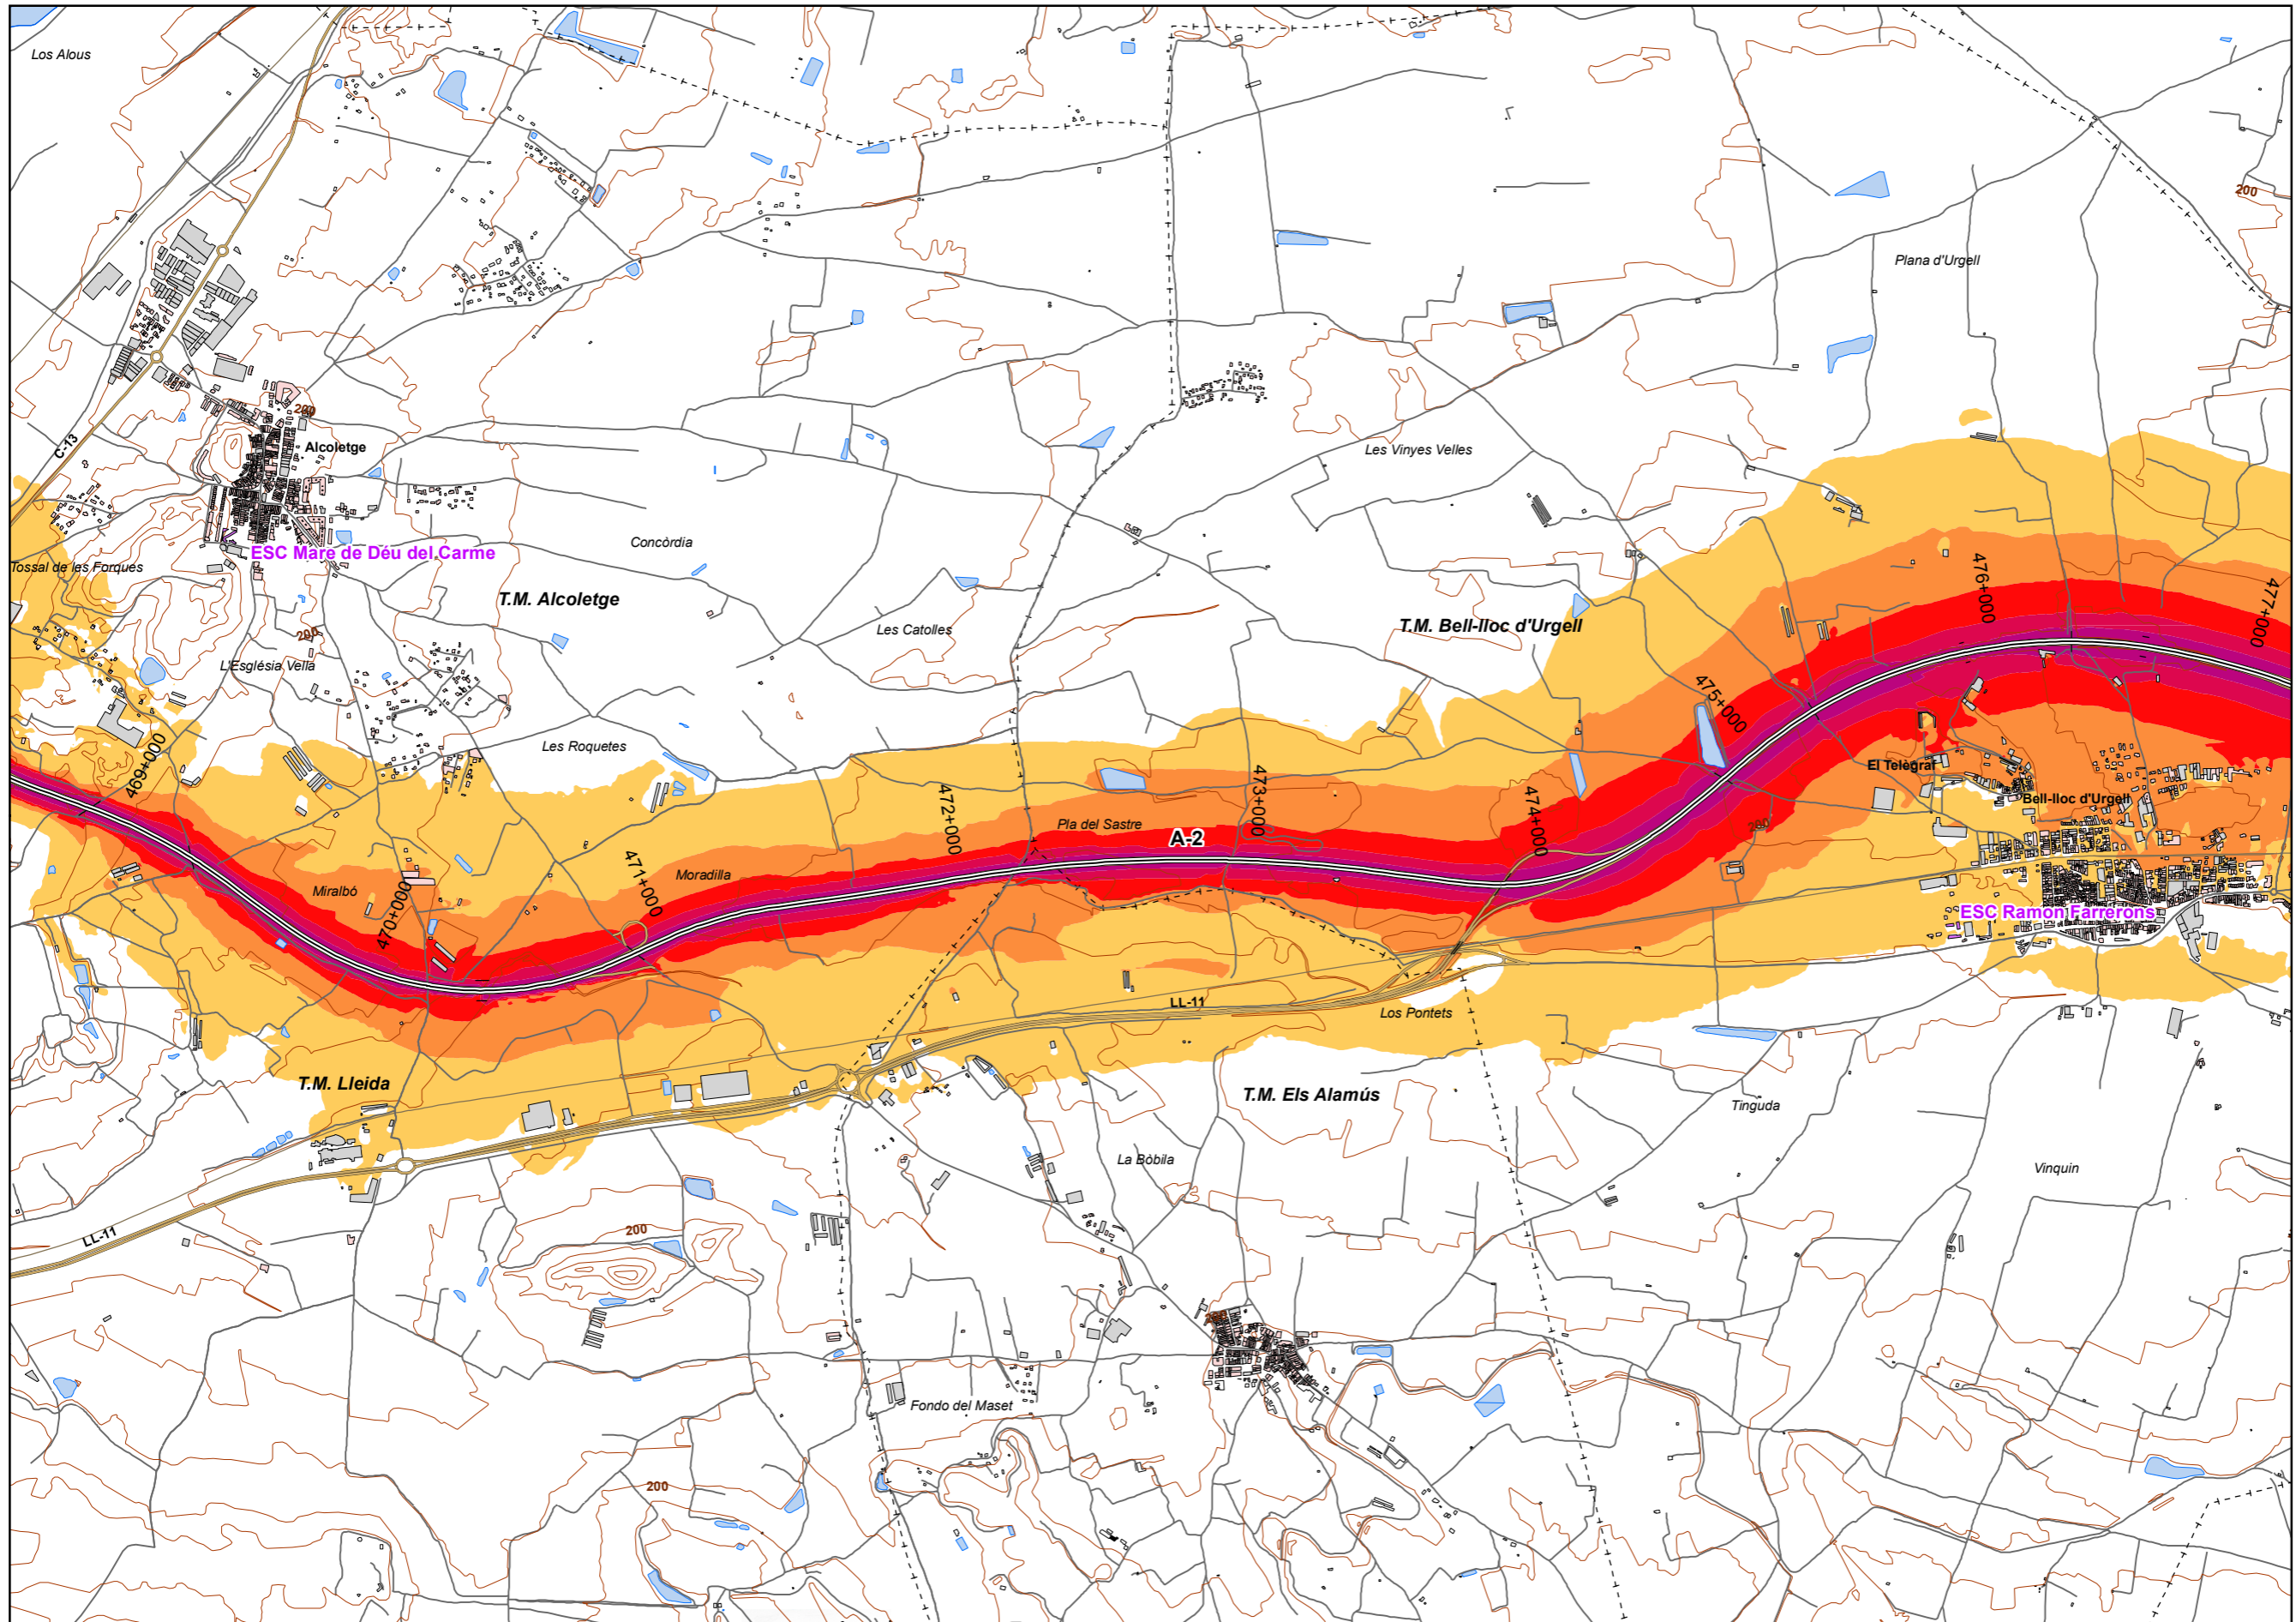 Los Alous
200
Plana d'Urgell
200
Alcoletge
C-13
Les Vinyes Velles
ESC Mare de Déu del Carme
Concòrdia
Tossal de les Forques
476+000
477+000
T.M. Alcoletge
Les Catolles
T.M. Bell-lloc d'Urgell
200
L'Església Vella
475+000
Les Roquetes
469+000
El Telègraf
472+000
473+000
474+000
Bell-lloc d'Urgell
Pla del Sastre
A-2
200
471+000
Moradilla
Miralbó
470+000
ESC Ramon Farrerons
LL-11
Los Pontets
T.M. Lleida
T.M. Els Alamús
Tinguda
La Bòbila
Vinquin
LL-11
200
200
Fondo del Maset
200